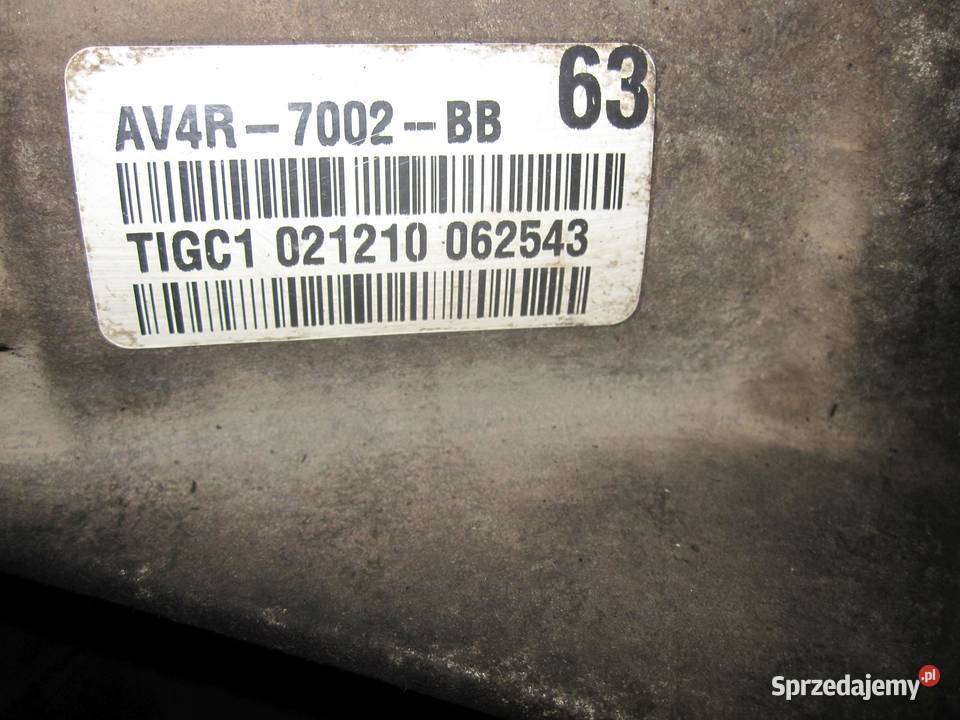 63
AV4R-7002-BB
TIGC1 021210 062543
Sprzedajemy.pl